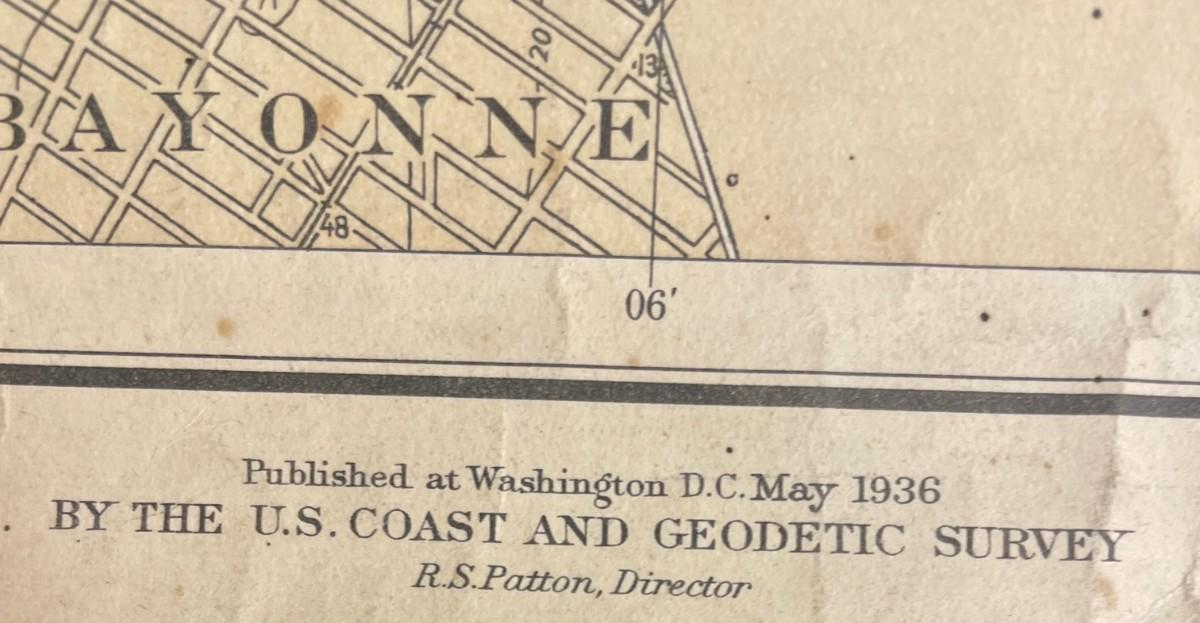 20
13
BAYONNE
48
06′
Published at Washington D.C. May 1936
BY THE U.S. COAST AND GEODETIC SURVEY
R.S. Patton, Director